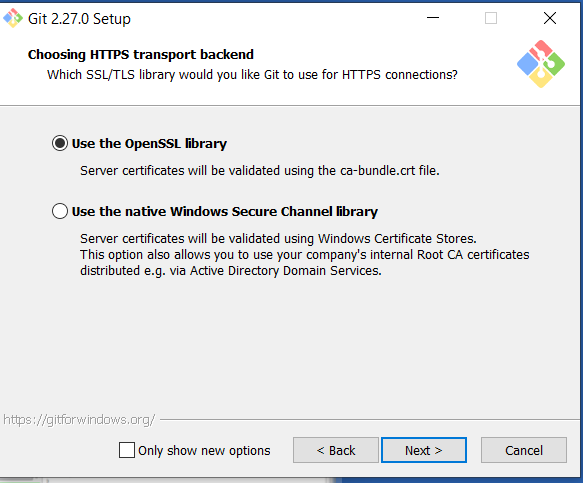 Git 2.27.0 Setup
Choosing HTTPS transport backend
Which SSL/TLS library would you like Git to use for HTTPS connections?
Use the OpenSSL library
Server certificates will be validated using the ca-bundle.crt file.
Use the native Windows Secure Channel library
Server certificates will be validated using Windows Certificate Stores.
This option also allows you to use your company's internal Root CA certificates
distributed e.g. via Active Directory Domain Services.
https://gitforwindows.org/
Only show new options
< Back
Next >
Cancel